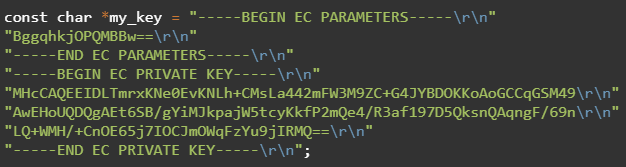 const char *my_key = "-----BEGIN EC PARAMETERS-----\r\n"
"BggqhkjOPQMBBw==\r\n"
"-----END EC PARAMETERS-----\r\n"
"-----BEGIN EC PRIVATE KEY-----\r\n"
"MHcCAQEEIDLTmrxKNe0EvKNLh+CMsLa442mFW3M9ZC+G4JYBDOKKoAoGCCqGSM49\r\n"
"AwEHoUQDQgAEt6SB/gYiMJkpajW5tcyKkfP2mQe4/R3af197D5QksnQAqngF/69n\r\n"
"LQ+WMH/+CnOE65j7IOCJmOWqFzYu9jIRMQ==\r\n"
"-----END EC PRIVATE KEY-----\r\n";